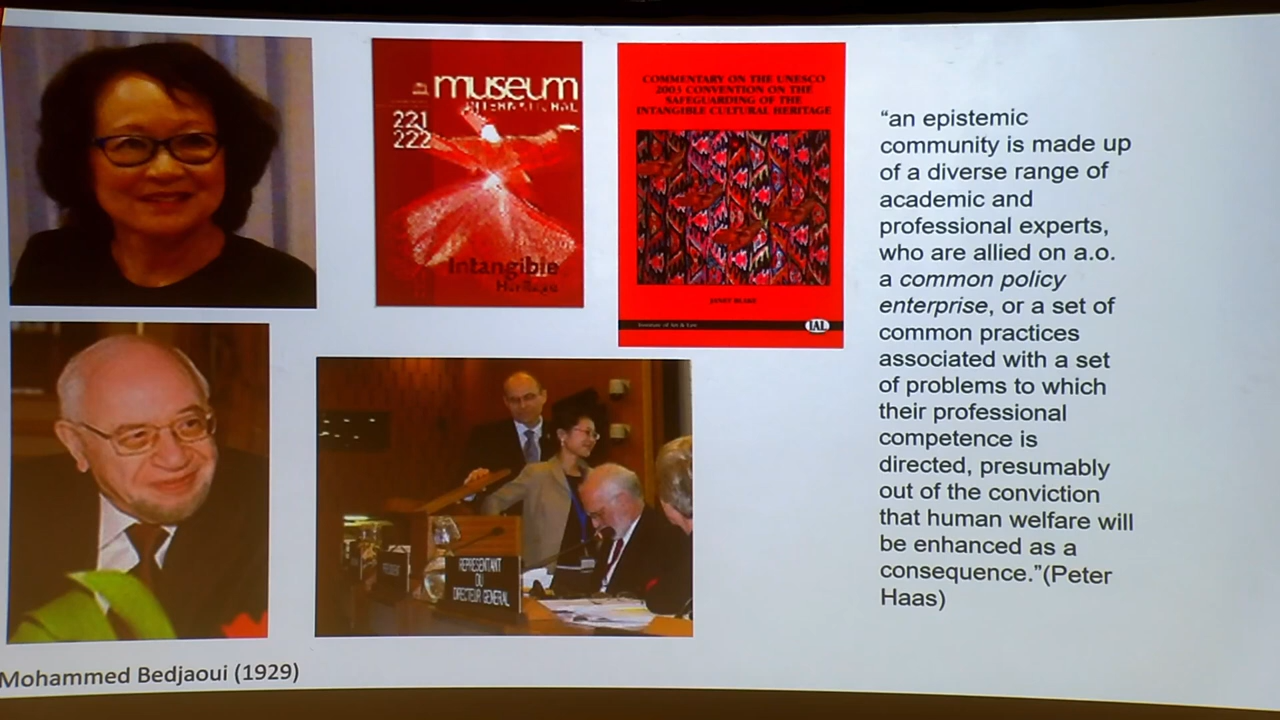 museum
INTERNATIONAL
221
222
Intangible
Heritage
COMMENTARY ON THE UNESCO
2003 CONVENTION ON THE
SAFEGUARDING OF THE
INTANGIBLE CULTURAL HERITAGE
JANET BLAKE
Institute of Art & Law
IAL
“an epistemic
community is made up
of a diverse range of
academic and
professional experts,
who are allied on a.o.
a common policy
enterprise, or a set of
common practices
associated with a set
of problems to which
their professional
competence is
directed, presumably
out of the conviction
that human welfare will
be enhanced as a
consequence.”(Peter
Haas)
REPRESENTANT
DU
DIRECTEUR GENERAL
Mohammed Bedjaoui (1929)